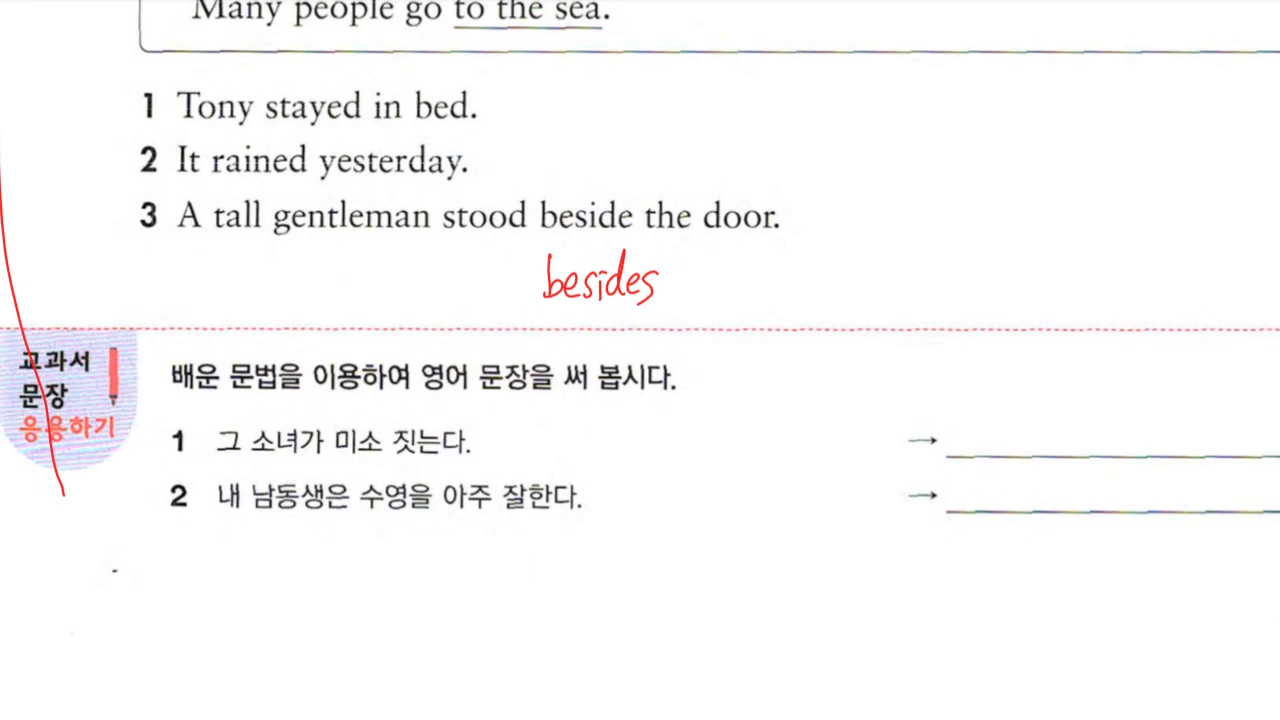 Many people go to the sea.
1 Tony stayed in bed.
2 It rained yesterday.
3 A tall gentleman stood beside the door.
besides
교과서
문장
응용하기
배운 문법을 이용하여 영어 문장을 써 봅시다.
1 그 소녀가 미소 짓는다. →
2 내 남동생은 수영을 아주 잘한다. →